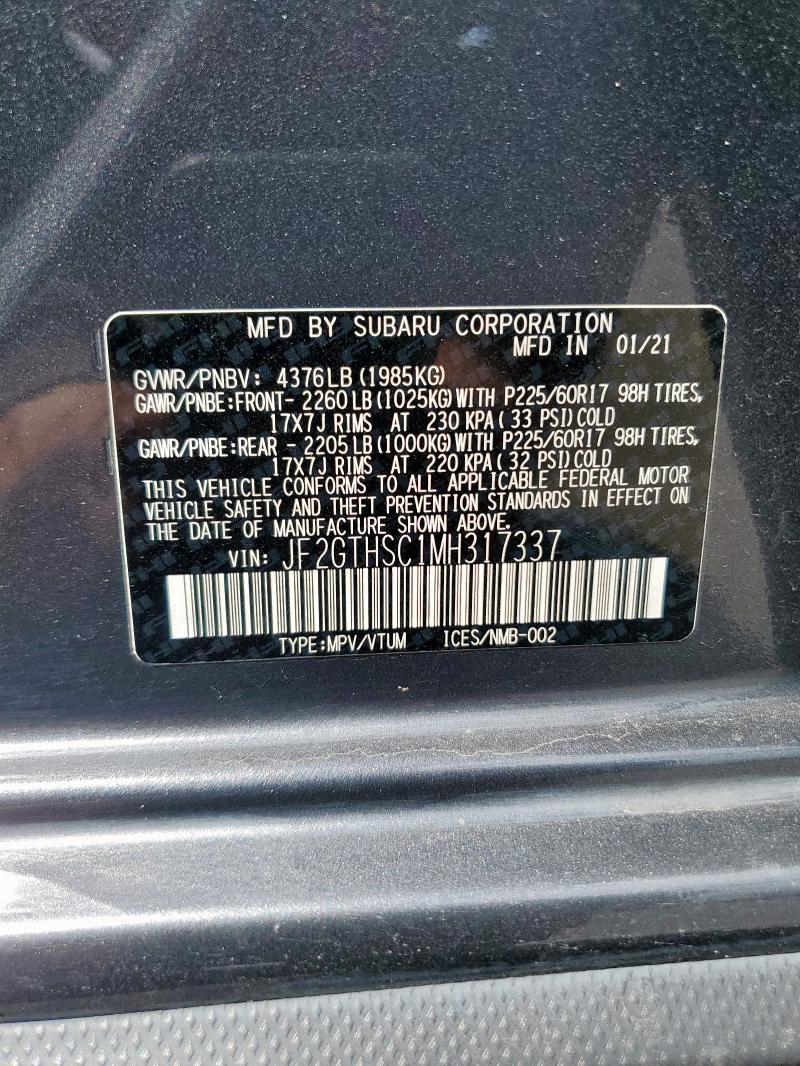 MFD BY SUBARU CORPORATION
MFD IN 01/21
GVWR/PNBV: 4376LB (1985KG)
GAWR/PNBE:FRONT- 2260 LB (1025KG) WITH P225/60R17 98H TIRES,
17X7J RIMS AT 230 KPA ( 33 PSI) COLD
GAWR/PNBE:REAR - 2205 LB (1000KG) WITH P225/60R17 98H TIRES,
17X7J RIMS AT 220 KPA ( 32 PSI) COLD
THIS VEHICLE CONFORMS TO ALL APPLICABLE FEDERAL MOTOR
VEHICLE SAFETY AND THEFT PREVENTION STANDARDS IN EFFECT ON
THE DATE OF MANUFACTURE SHOWN ABOVE.
VIN: JF2GTHSC1MH317337
TYPE:MPV/VTUM ICES/NMB-002